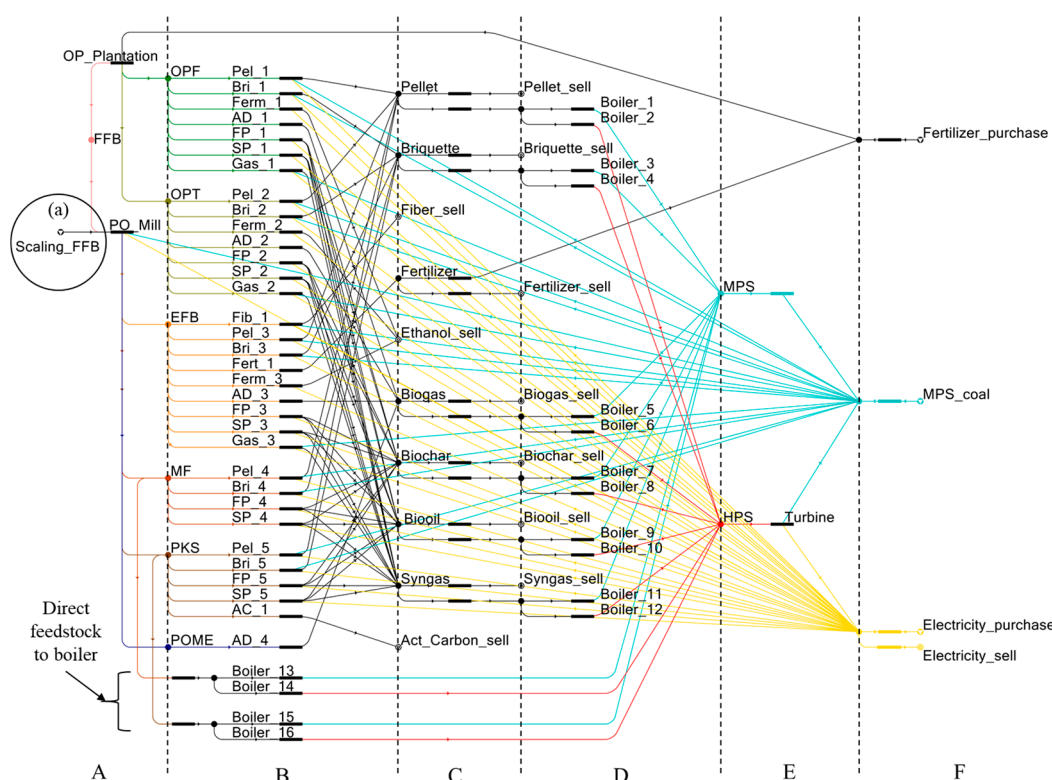 OP_Plantation
FFB
(a)
Scaling_FFB
PO_Mill
OPF
OPT
EFB
MF
PKS
POME
Direct
feedstock
to boiler
Pel_1
Bri_1
Ferm_1
AD_1
FP_1
SP_1
Gas_1
Pel_2
Bri_2
Ferm_2
AD_2
FP_2
SP_2
Gas_2
Fib_1
Pel_3
Bri_3
Fert_1
Ferm_3
AD_3
FP_3
SP_3
Gas_3
Pel_4
Bri_4
FP_4
SP_4
Pel_5
Bri_5
FP_5
SP_5
AC_1
AD_4
Boiler_13
Boiler_14
Boiler_15
Boiler_16
Pellet
Briquette
Fiber_sell
Fertilizer
Ethanol_sell
Biogas
Biochar
Biooil
Syngas
Act_Carbon_sell
Pellet_sell
Briquette_sell
Fertilizer_sell
Biogas_sell
Biochar_sell
Biooil_sell
Syngas_sell
Boiler_1
Boiler_2
Boiler_3
Boiler_4
Boiler_5
Boiler_6
Boiler_7
Boiler_8
Boiler_9
Boiler_10
Boiler_11
Boiler_12
MPS
HPS
Turbine
Fertilizer_purchase
MPS_coal
Electricity_purchase
Electricity_sell
A B C D E F